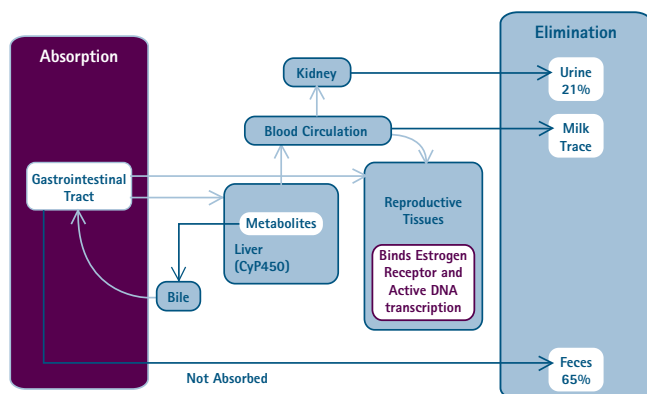 Absorption
Elimination
Kidney
Urine
21%
Blood Circulation
Milk
Trace
Gastrointestinal
Tract
Reproductive
Tissues
Metabolites
Liver
(CyP450)
Binds Estrogen
Receptor and
Active DNA
transcription
Bile
Not Absorbed
Feces
65%